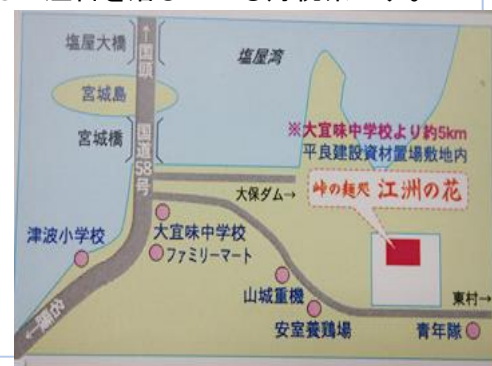 ↑国頭
塩屋大橋
塩屋湾
宮城島
宮城橋
国道58号
※大宜味中学校より約5km
平良建設資材置場敷地内
大保ダム→
峠の麺処 江洲の花
津波小学校
大宜味中学校
ファミリーマート
山城重機
東村→
安室養鶏場
青年隊
←名護